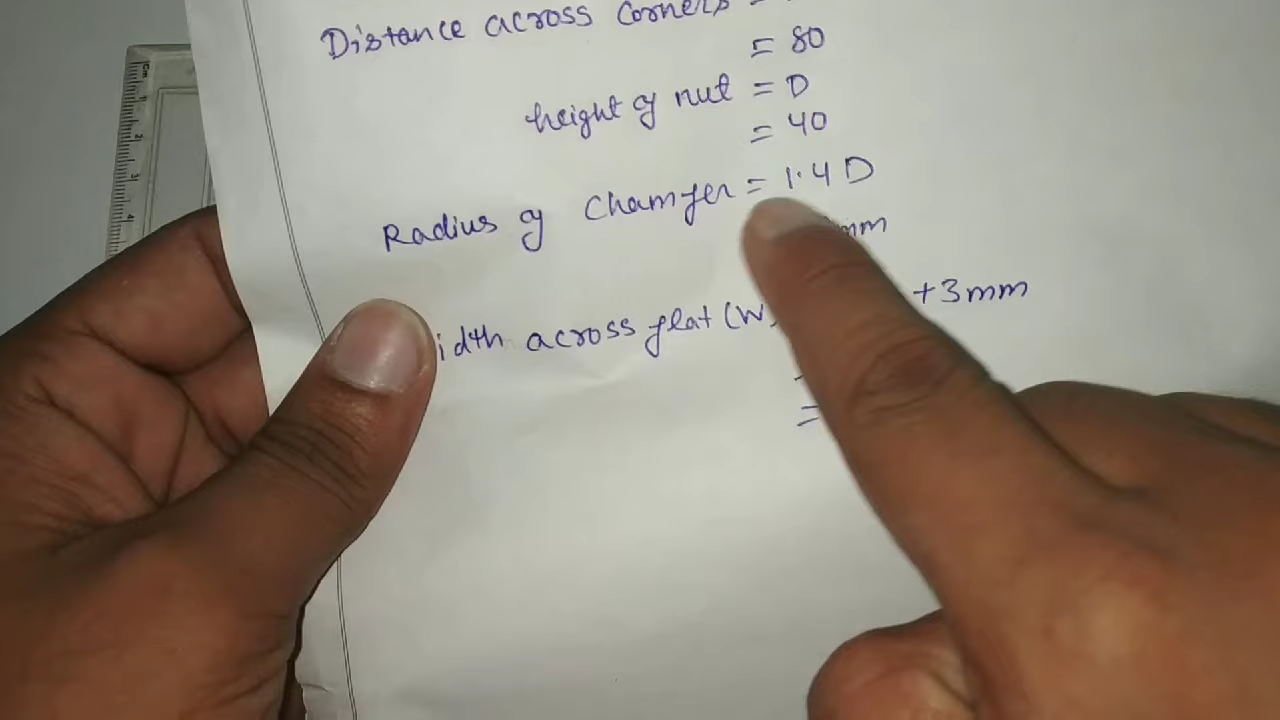 Distance across corners =
= 80
height of nut = D
= 40
Radius of Chamfer = 1.4 D
mm
idth across flat (W +3mm
=